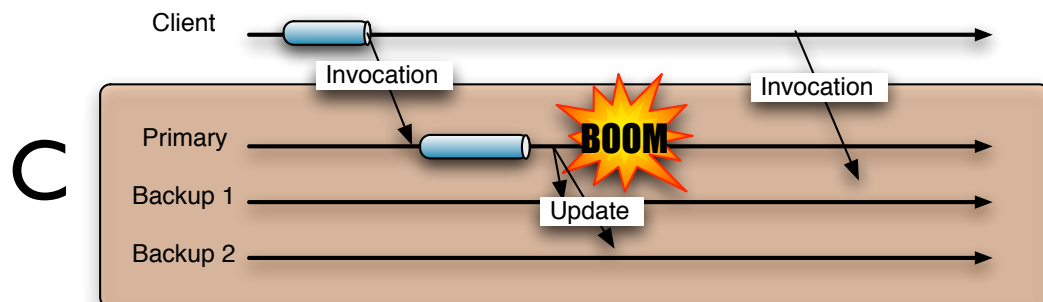 Client
Invocation
Invocation
C
Primary
BOOM
Backup 1
Update
Backup 2